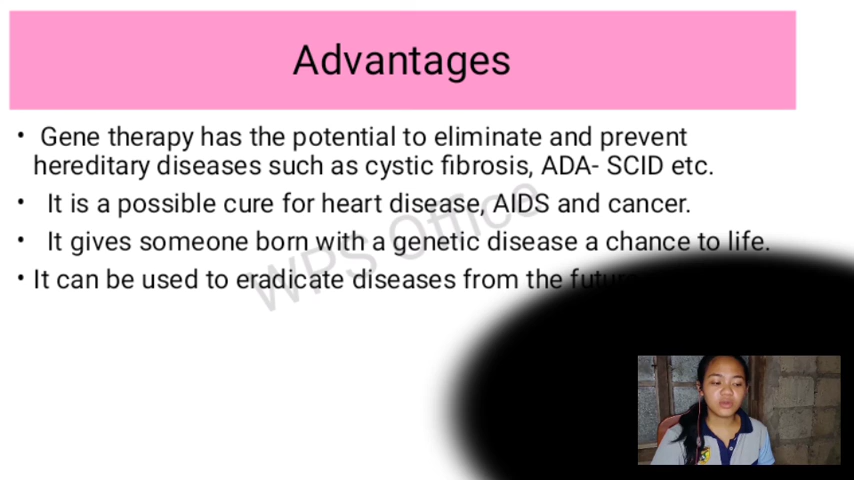 Advantages
• Gene therapy has the potential to eliminate and prevent
hereditary diseases such as cystic fibrosis, ADA- SCID etc.
• It is a possible cure for heart disease, AIDS and cancer.
• It gives someone born with a genetic disease a chance to life.
• It can be used to eradicate diseases from the future
WPS Office